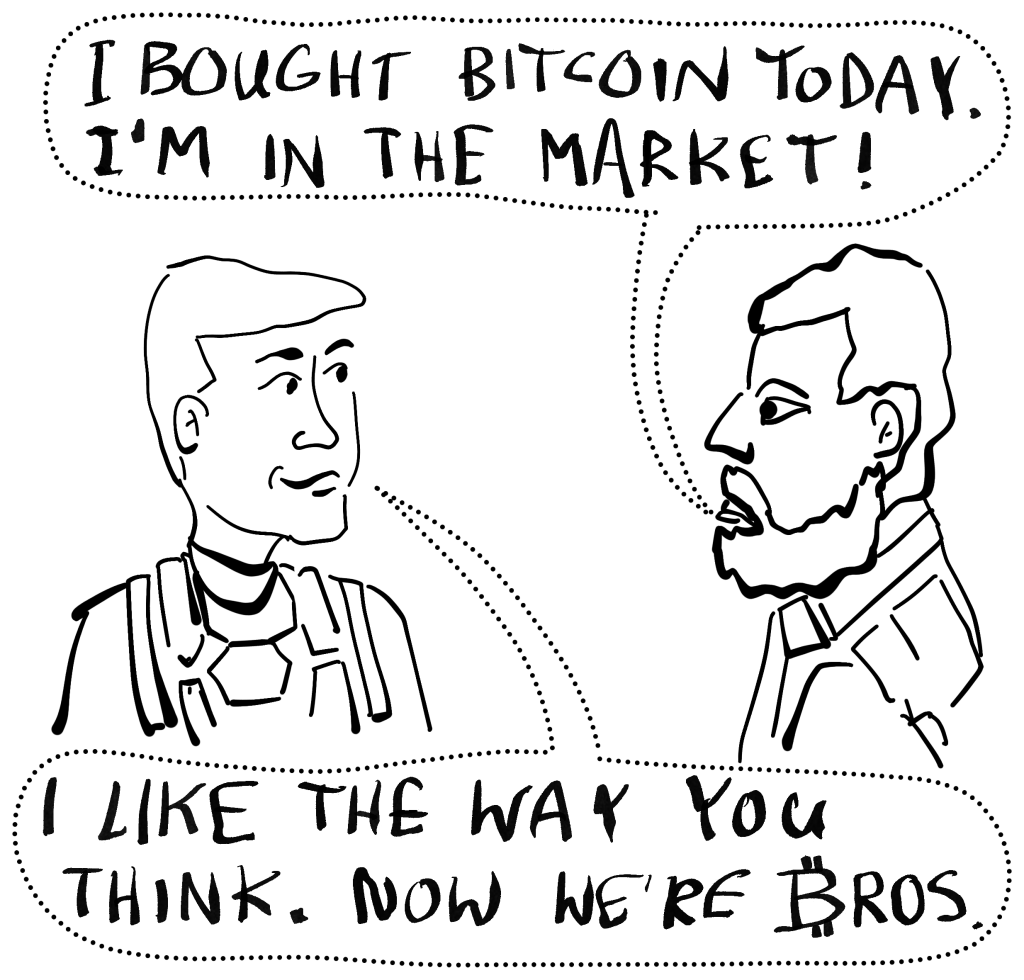 I BOUGHT BITCOIN TODAY.
I'M IN THE MARKET!
I LIKE THE WAY YOU
THINK. NOW WE'RE ₿ROS.